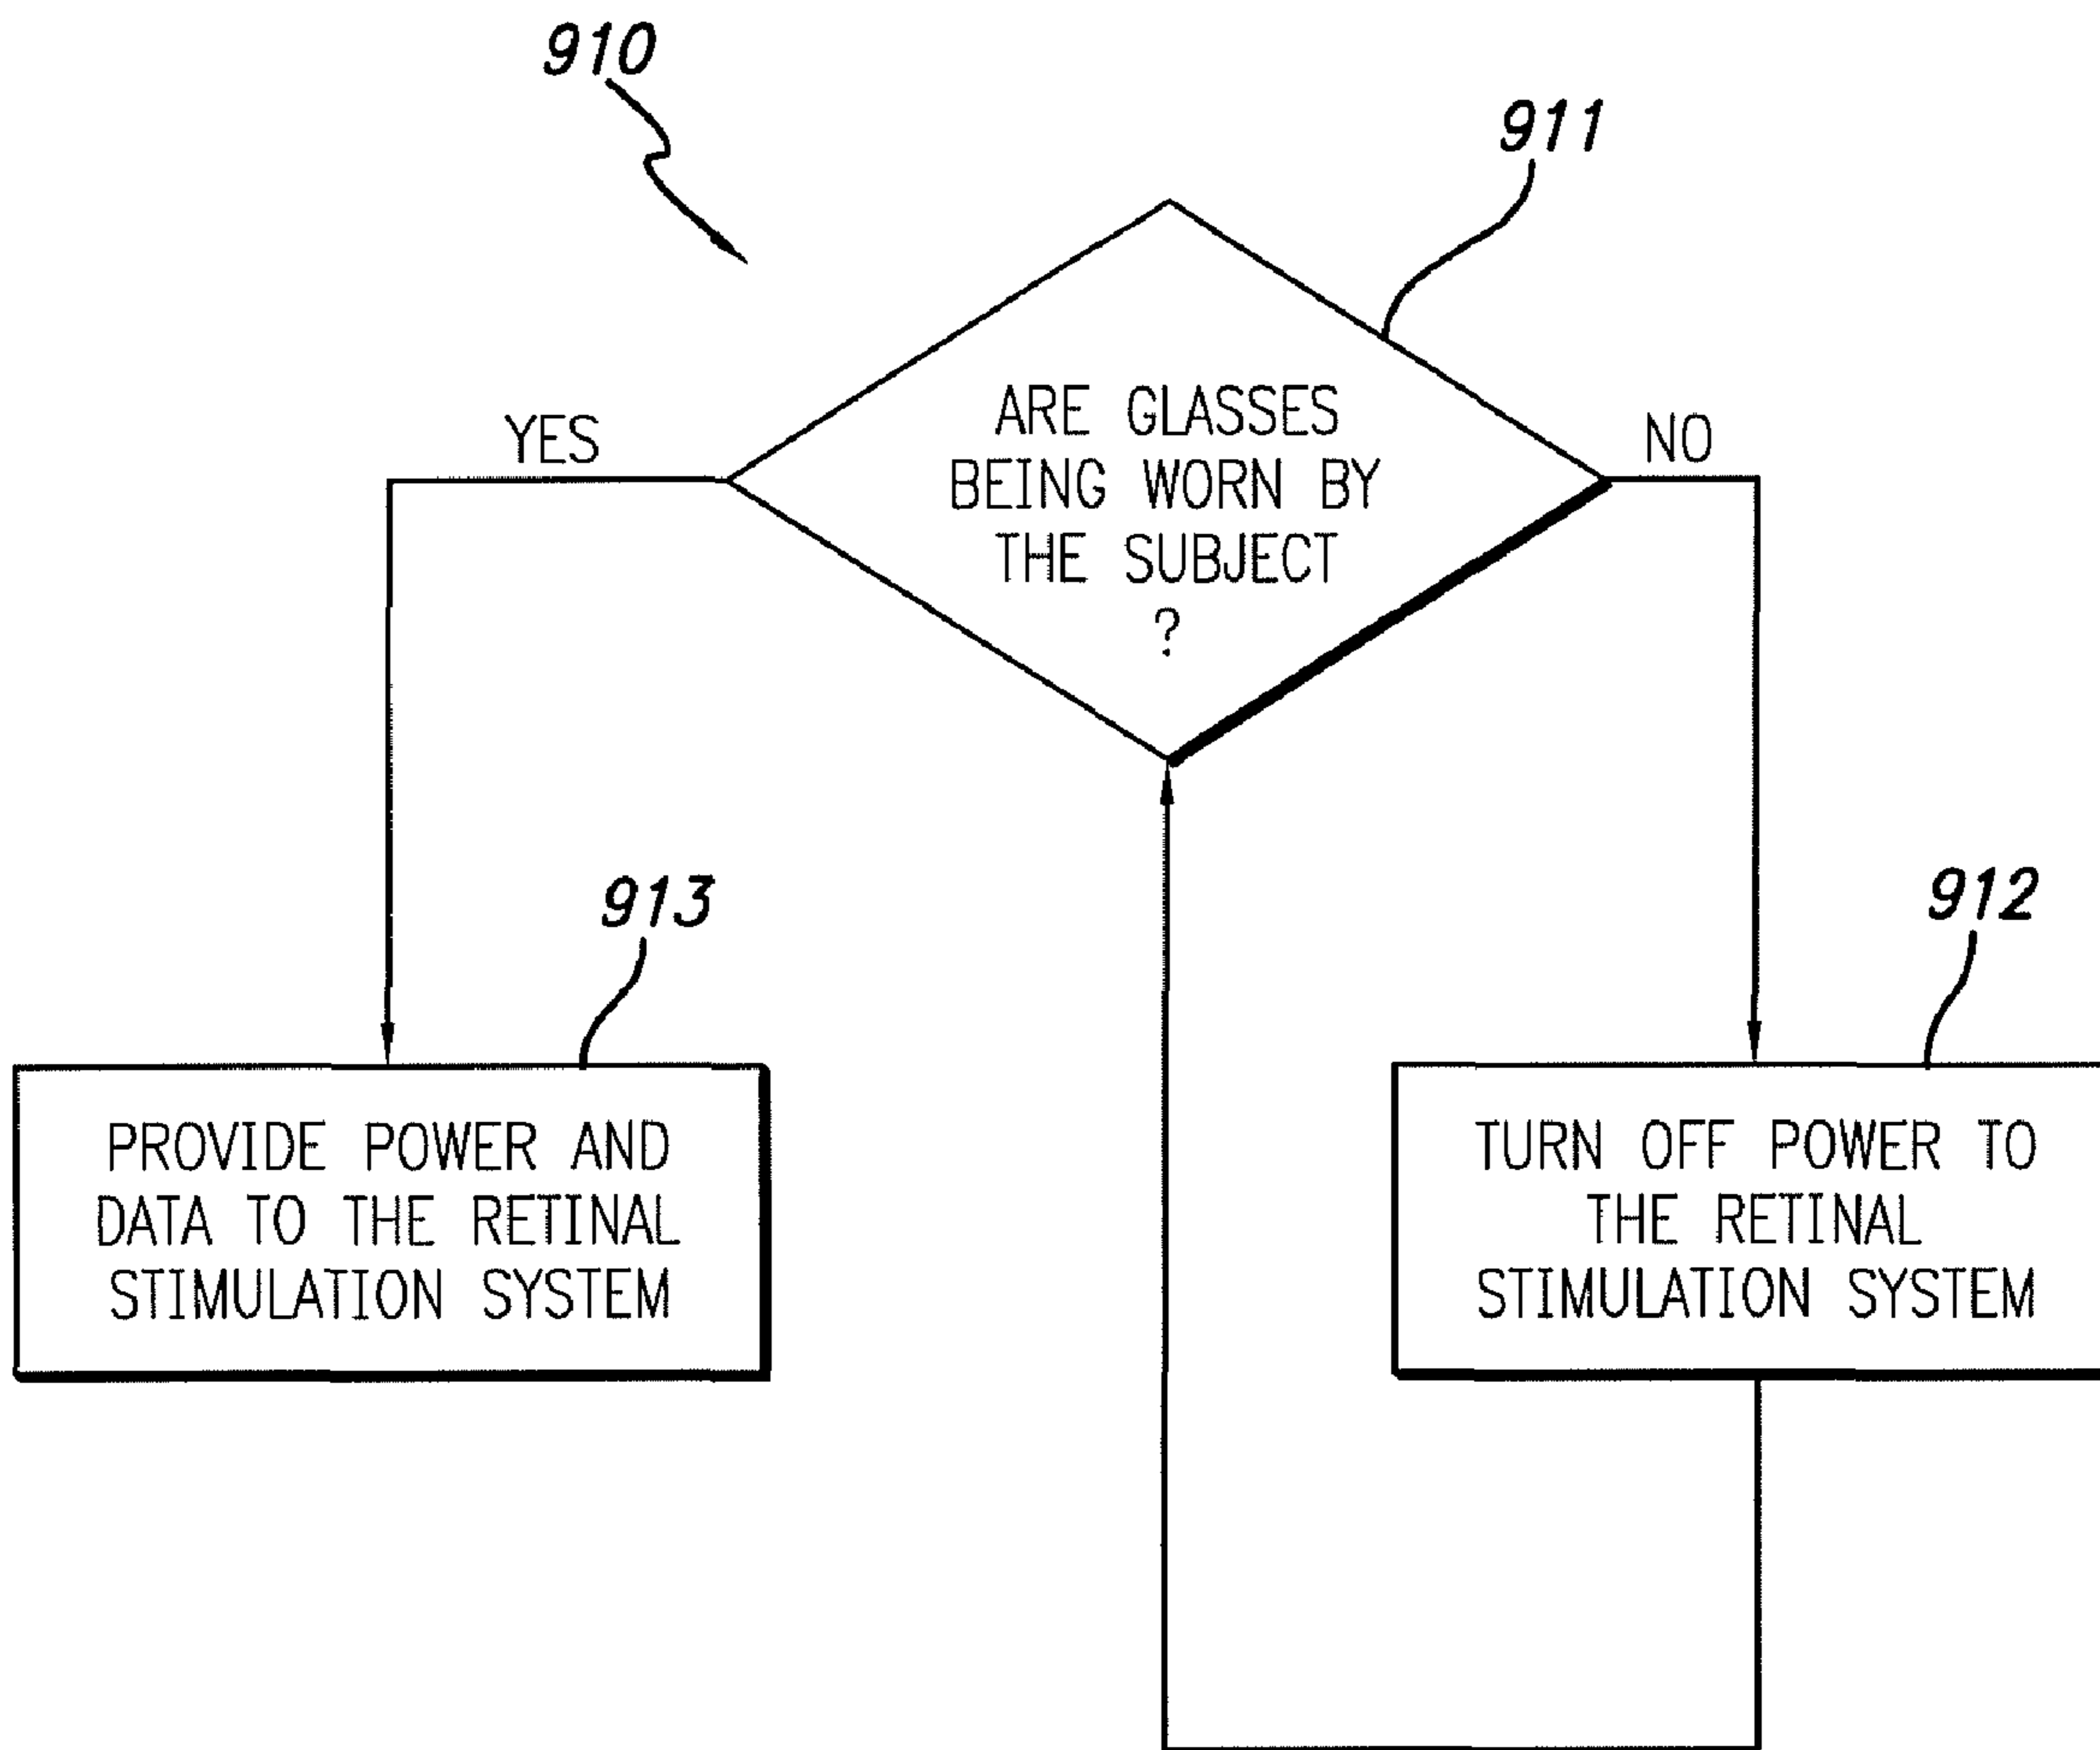 910
911
ARE GLASSES
BEING WORN BY
THE SUBJECT
?
YES
NO
913
912
PROVIDE POWER AND
DATA TO THE RETINAL
STIMULATION SYSTEM
TURN OFF POWER TO
THE RETINAL
STIMULATION SYSTEM